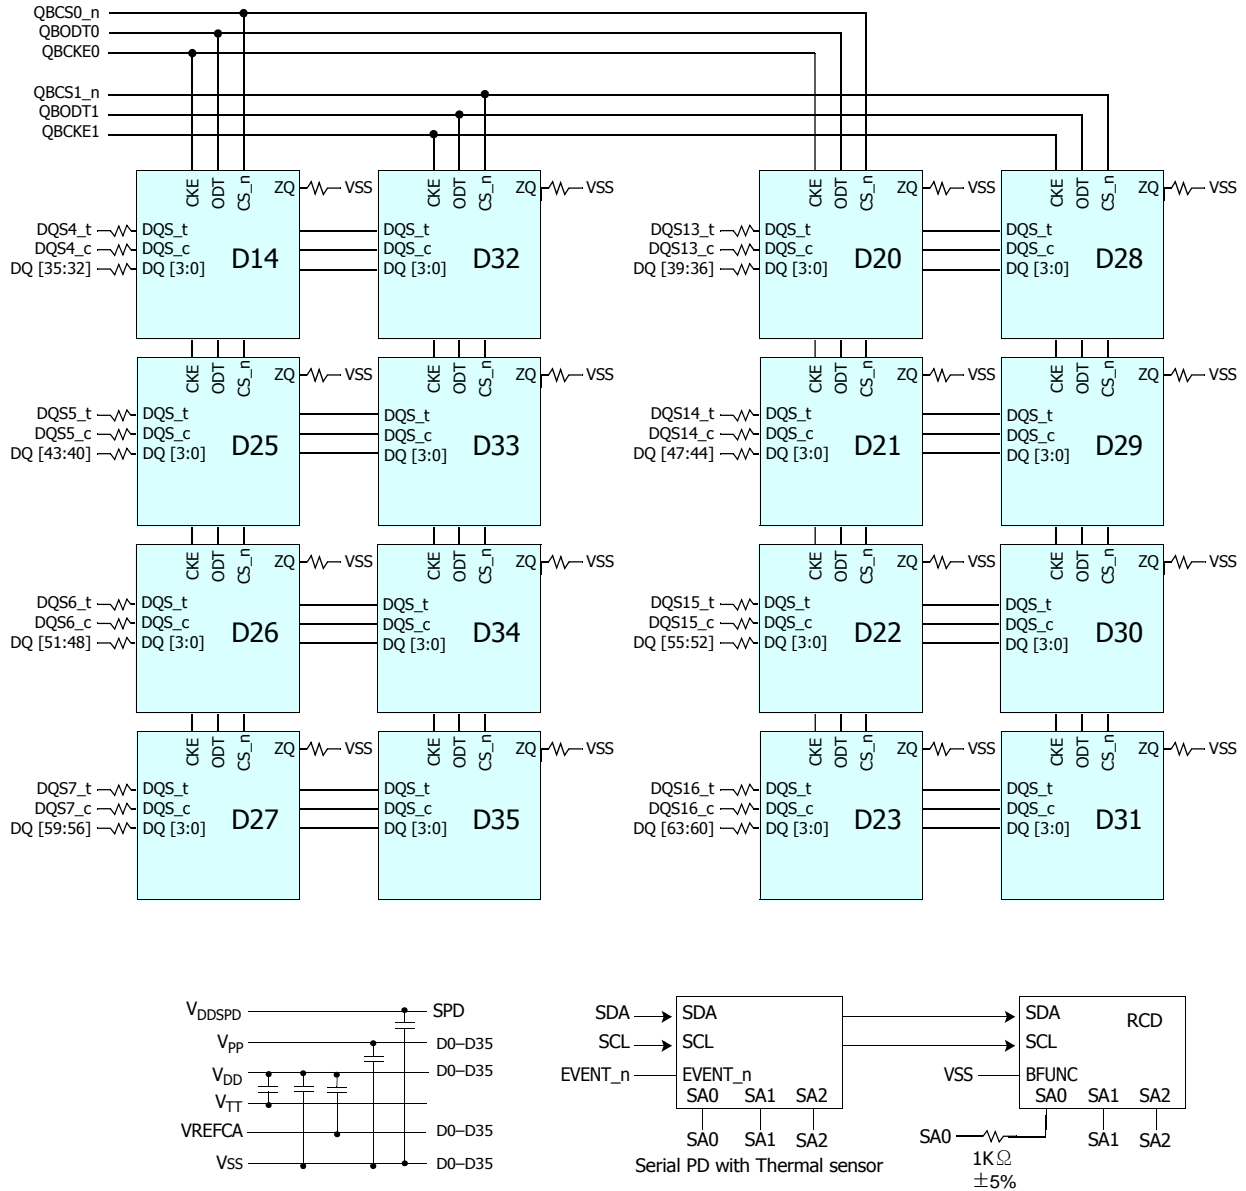 QBCS0_n
QBODT0
QBCKE0
QBCS1_n
QBODT1
QBCKE1
CKE ODT CS_n ZQ VSS CKE ODT CS_n ZQ VSS CKE ODT CS_n ZQ VSS CKE ODT CS_n ZQ VSS
DQS4_t DQS_t DQS_t DQS13_t DQS_t DQS_t
DQS4_c DQS_c D14 DQS_c D32 DQS13_c DQS_c D20 DQS_c D28
DQ [35:32] DQ [3:0] DQ [3:0] DQ [39:36] DQ [3:0] DQ [3:0]
CKE ODT CS_n ZQ VSS CKE ODT CS_n ZQ VSS CKE ODT CS_n ZQ VSS CKE ODT CS_n ZQ VSS
DQS5_t DQS_t DQS_t DQS14_t DQS_t DQS_t
DQS5_c DQS_c D25 DQS_c D33 DQS14_c DQS_c D21 DQS_c D29
DQ [43:40] DQ [3:0] DQ [3:0] DQ [47:44] DQ [3:0] DQ [3:0]
CKE ODT CS_n ZQ VSS CKE ODT CS_n ZQ VSS CKE ODT CS_n ZQ VSS CKE ODT CS_n ZQ VSS
DQS6_t DQS_t DQS_t DQS15_t DQS_t DQS_t
DQS6_c DQS_c D26 DQS_c D34 DQS15_c DQS_c D22 DQS_c D30
DQ [51:48] DQ [3:0] DQ [3:0] DQ [55:52] DQ [3:0] DQ [3:0]
CKE ODT CS_n ZQ VSS CKE ODT CS_n ZQ VSS CKE ODT CS_n ZQ VSS CKE ODT CS_n ZQ VSS
DQS7_t DQS_t DQS_t DQS16_t DQS_t DQS_t
DQS7_c DQS_c D27 DQS_c D35 DQS16_c DQS_c D23 DQS_c D31
DQ [59:56] DQ [3:0] DQ [3:0] DQ [63:60] DQ [3:0] DQ [3:0]
VDDSPD SPD
VPP D0–D35
VDD D0–D35
VTT
VREFCA D0–D35
Vss D0–D35
SDA SDA
SCL SCL
EVENT_n EVENT_n
SA0 SA1 SA2
SA0 SA1 SA2
Serial PD with Thermal sensor
SDA RCD
SCL
VSS BFUNC
SA0 SA1 SA2
SA0 SA1 SA2
1KΩ
±5%